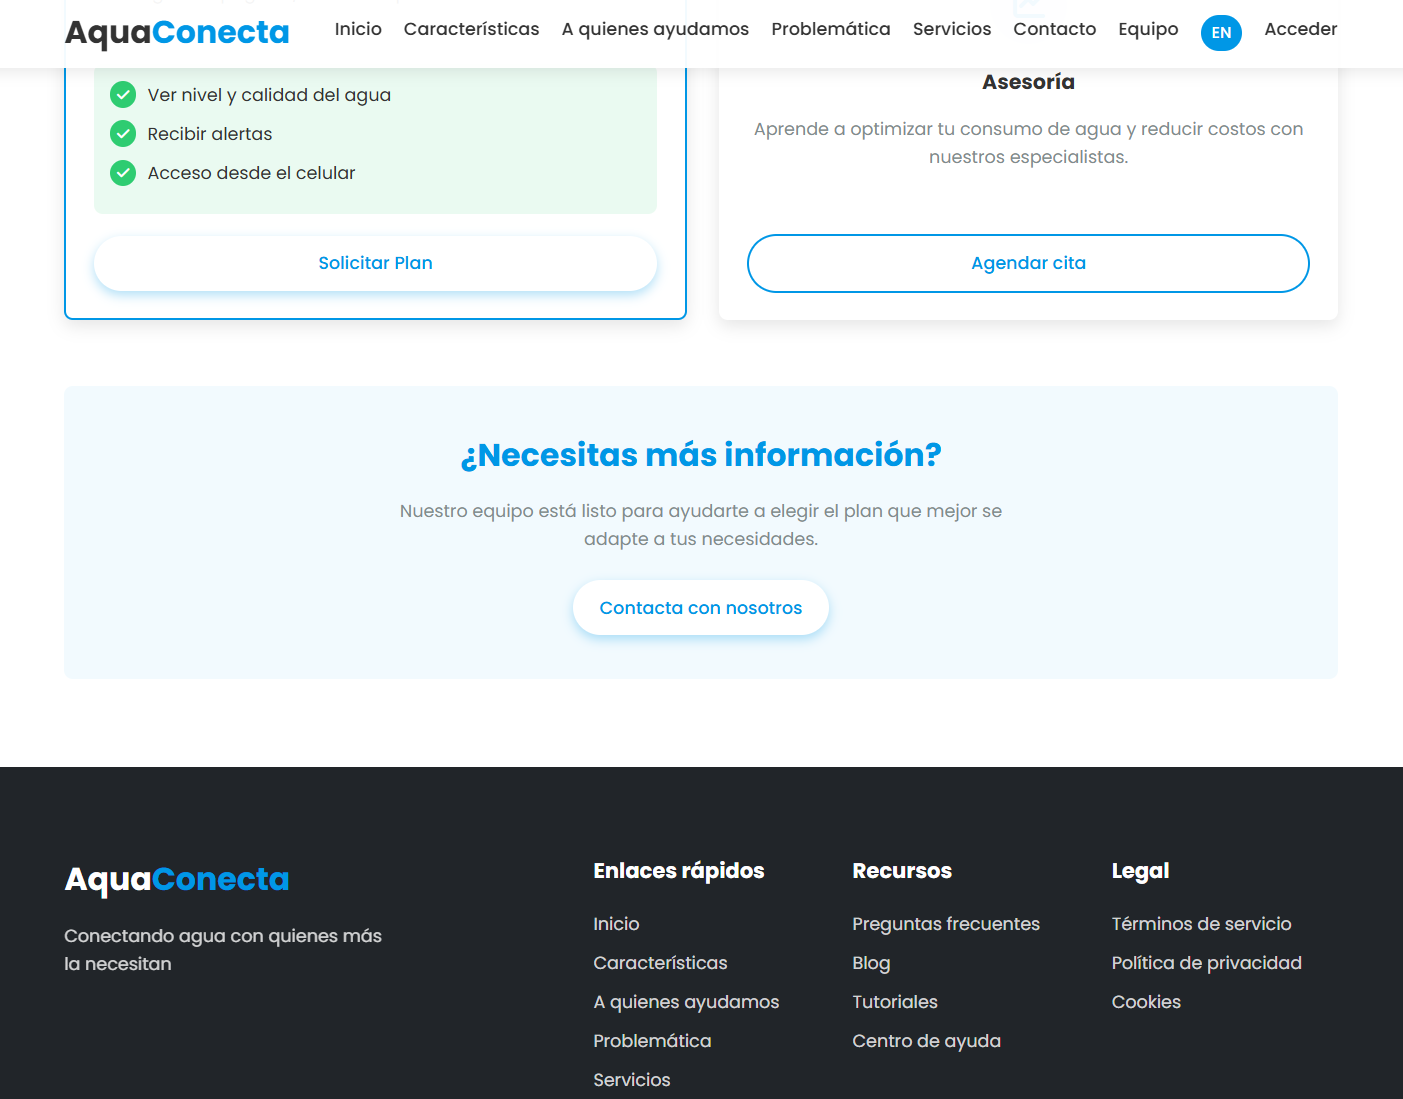 AquaConecta
Inicio Características A quienes ayudamos Problemática Servicios Contacto Equipo EN Acceder
Ver nivel y calidad del agua
Recibir alertas
Acceso desde el celular
Solicitar Plan
Asesoría
Aprende a optimizar tu consumo de agua y reducir costos con
nuestros especialistas.
Agendar cita
¿Necesitas más información?
Nuestro equipo está listo para ayudarte a elegir el plan que mejor se
adapte a tus necesidades.
Contacta con nosotros
AquaConecta
Conectando agua con quienes más
la necesitan
Enlaces rápidos
Inicio
Características
A quienes ayudamos
Problemática
Servicios
Recursos
Preguntas frecuentes
Blog
Tutoriales
Centro de ayuda
Legal
Términos de servicio
Política de privacidad
Cookies